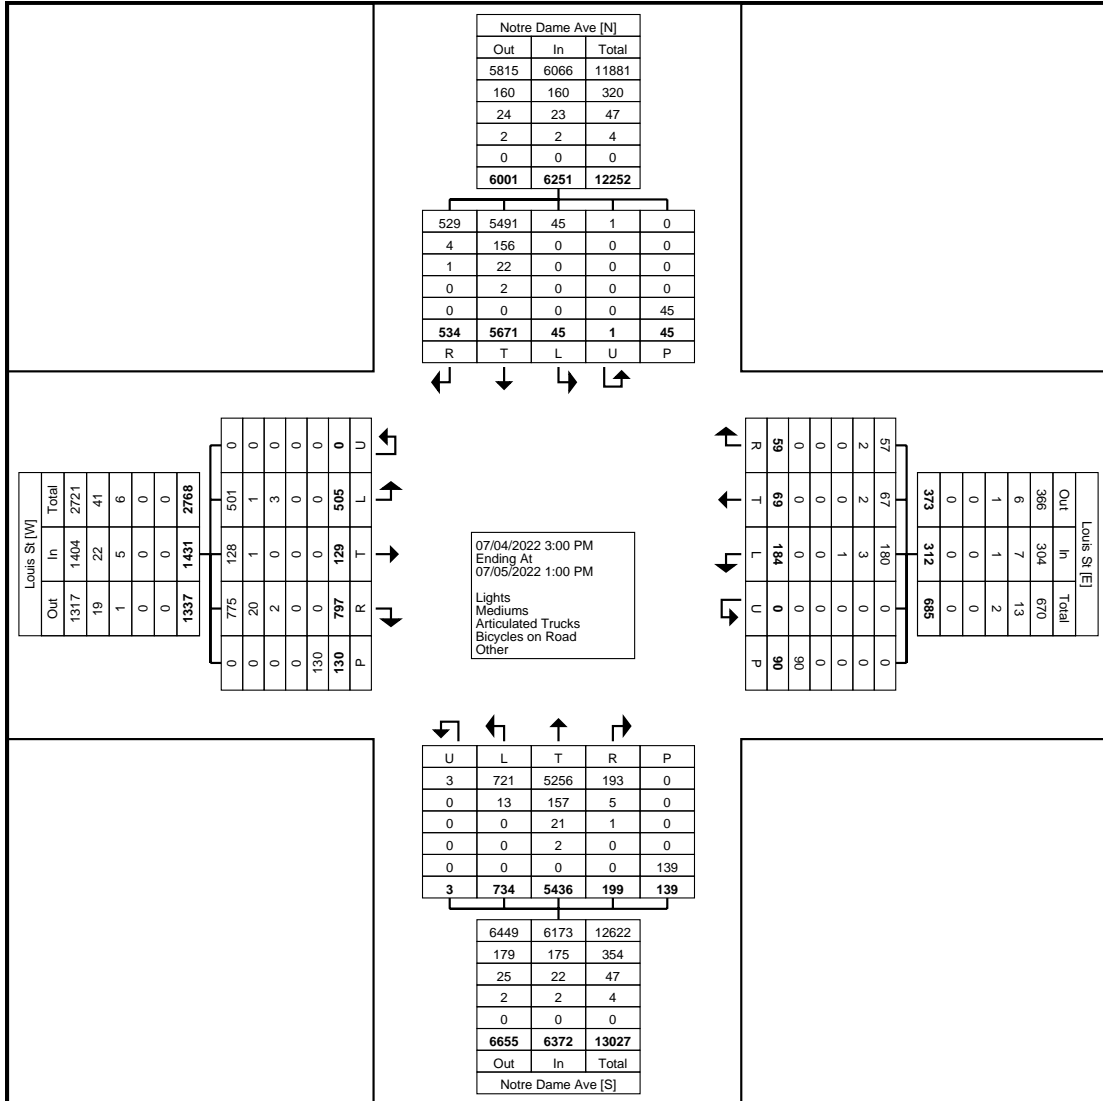 Notre Dame Ave [N]
Out In Total
5815 6066 11881
160 160 320
24 23 47
2 2 4
0 0 0
6001 6251 12252
529 5491 45 1 0
4 156 0 0 0
1 22 0 0 0
0 2 0 0 0
0 0 0 0 45
534 5671 45 1 45
R T L U P
Louis St [W]
Total 2721 41 6 0 0 2768
In 1404 22 5 0 0 1431
Out 1317 19 1 0 0 1337
0 0 0 0 0 0 U
501 1 3 0 0 505 L
128 1 0 0 0 129 T
775 20 2 0 0 797 R
0 0 0 0 130 130 P
07/04/2022 3:00 PM
Ending At
07/05/2022 1:00 PM
Lights
Mediums
Articulated Trucks
Bicycles on Road
Other
R 59 0 0 0 2 57
T 69 0 0 0 2 67
L 184 0 0 1 3 180
U 0 0 0 0 0 0
P 90 90 0 0 0 0
Louis St [E]
Out 366 6 1 0 0 373
In 304 7 1 0 0 312
Total 670 13 2 0 0 685
U L T R P
3 721 5256 193 0
0 13 157 5 0
0 0 21 1 0
0 0 2 0 0
0 0 0 0 139
3 734 5436 199 139
6449 6173 12622
179 175 354
25 22 47
2 2 4
0 0 0
6655 6372 13027
Out In Total
Notre Dame Ave [S]